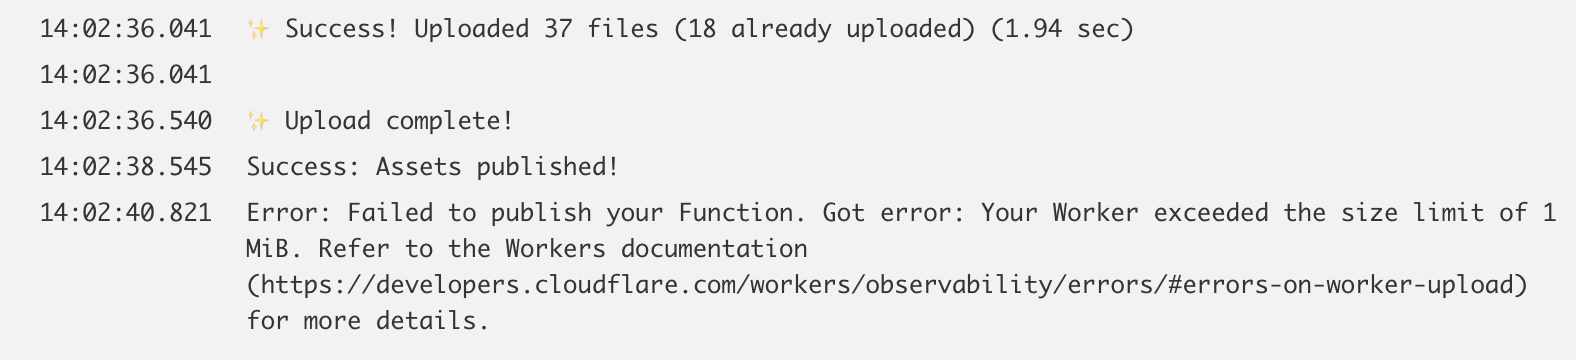 14:02:36.041 ✨ Success! Uploaded 37 files (18 already uploaded) (1.94 sec)
14:02:36.041
14:02:36.540 ✨ Upload complete!
14:02:38.545 Success: Assets published!
14:02:40.821 Error: Failed to publish your Function. Got error: Your Worker exceeded the size limit of 1
MiB. Refer to the Workers documentation
(https://developers.cloudflare.com/workers/observability/errors/#errors-on-worker-upload)
for more details.